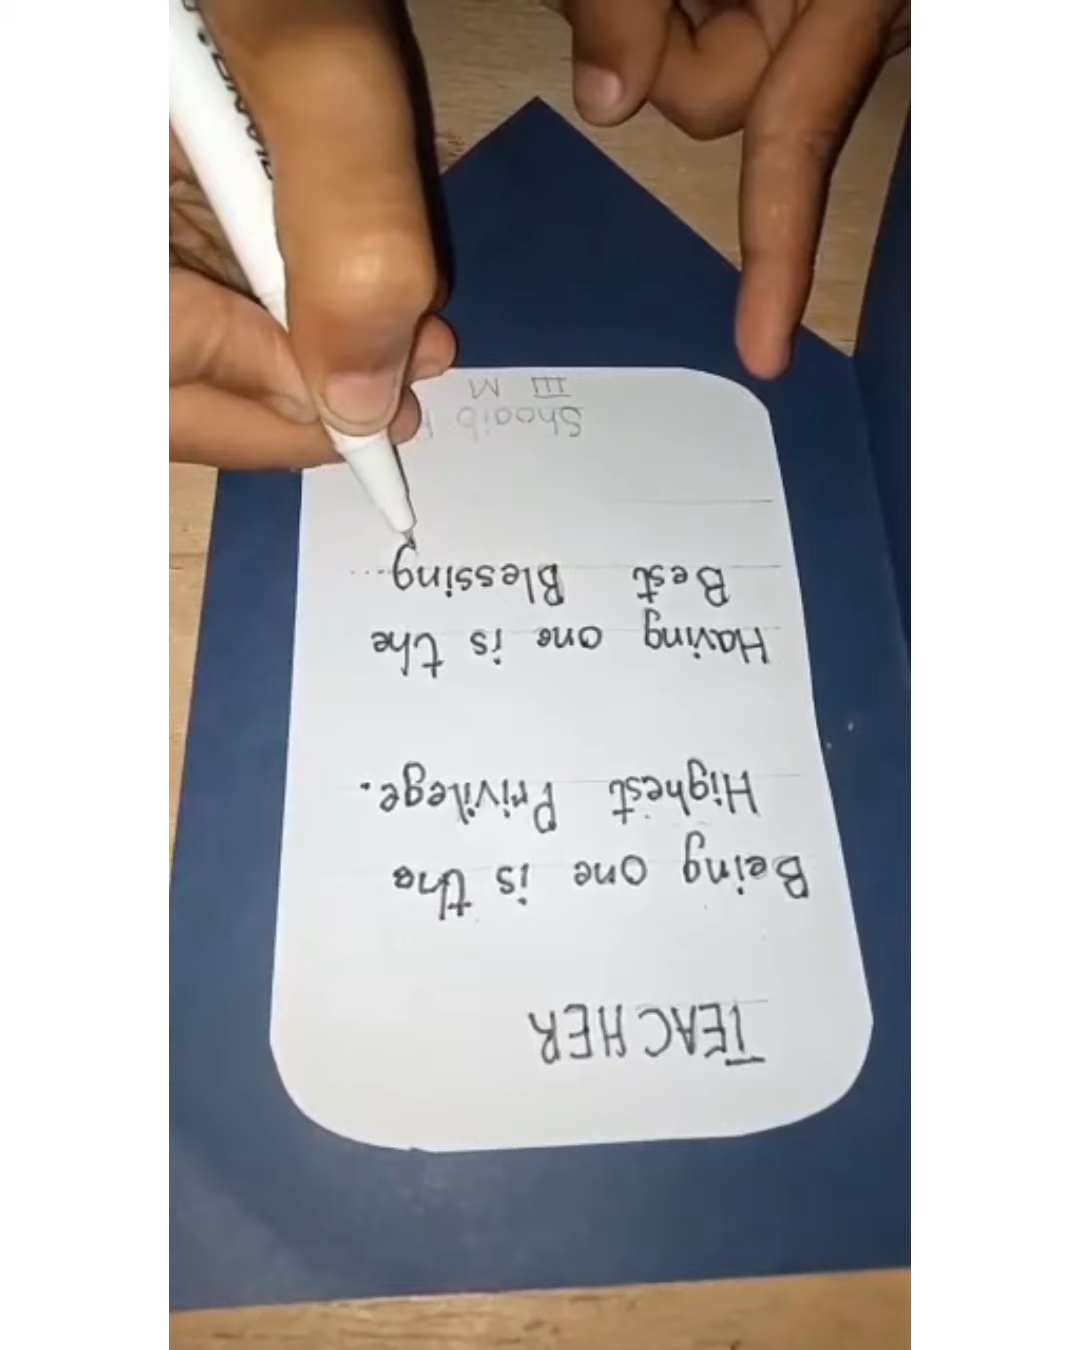 TEACHER
Being one is the
Highest Privilege.
Having one is the
Best Blessing...
Shoaib
III M